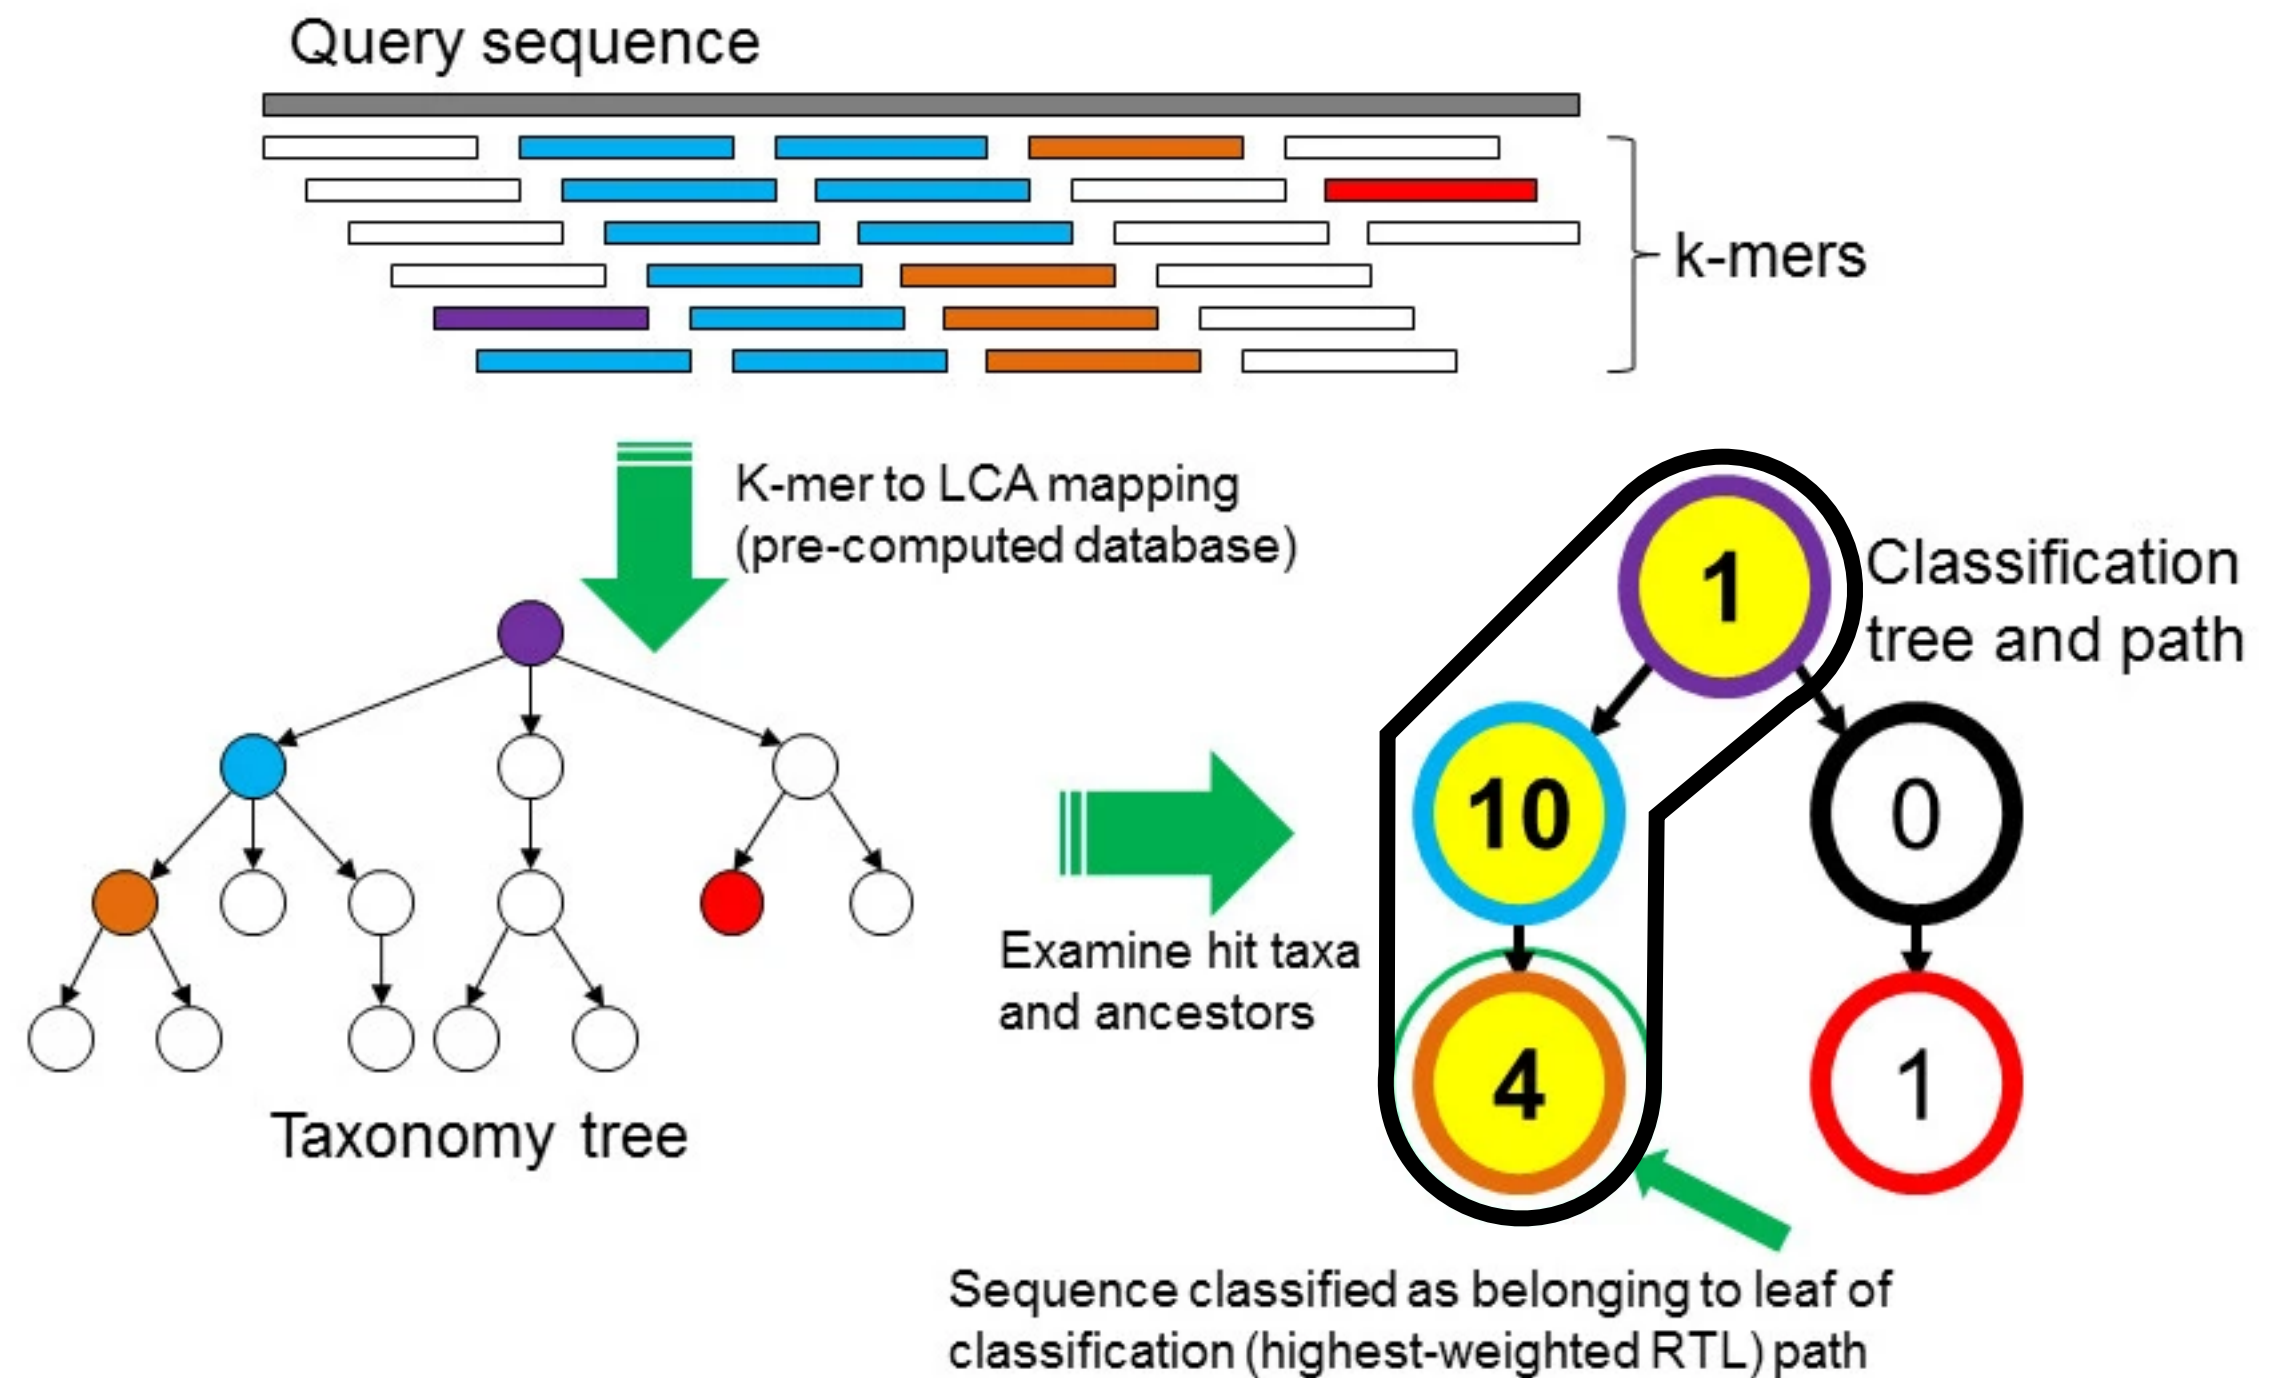 Query sequence
k-mers
K-mer to LCA mapping
(pre-computed database)
1
Classification
tree and path
10
0
Examine hit taxa
and ancestors
4
1
Taxonomy tree
Sequence classified as belonging to leaf of
classification (highest-weighted RTL) path